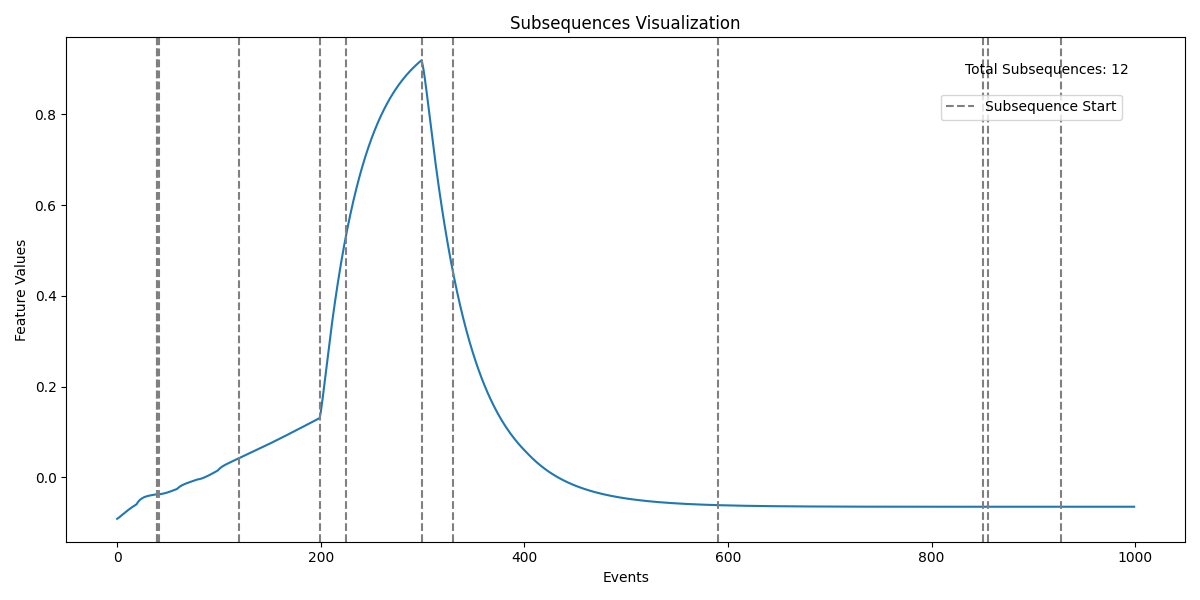 Subsequences Visualization
Total Subsequences: 12
Subsequence Start
Feature Values
0.8
0.6
0.4
0.2
0.0
0 200 400 600 800 1000
Events